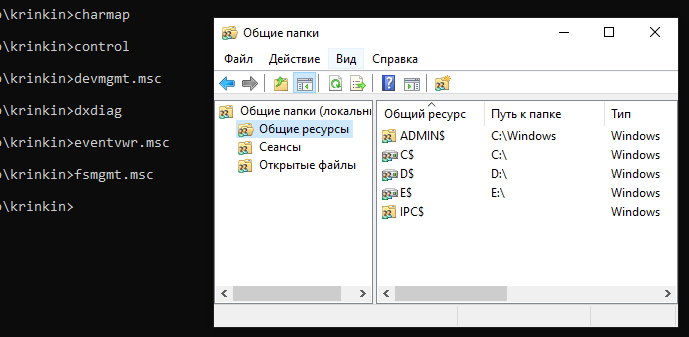 o\krinkin>charmap
o\krinkin>control
o\krinkin>devmgmt.msc
o\krinkin>dxdiag
o\krinkin>eventvwr.msc
o\krinkin>fsmgmt.msc
o\krinkin>
Общие папки
Файл Действие Вид Справка
Общие папки (локальн
Общие ресурсы
Сеансы
Открытые файлы
Общий ресурс Путь к папке Тип
ADMIN$ C:\Windows Windows
C$ C:\ Windows
D$ D:\ Windows
E$ E:\ Windows
IPC$ Windows